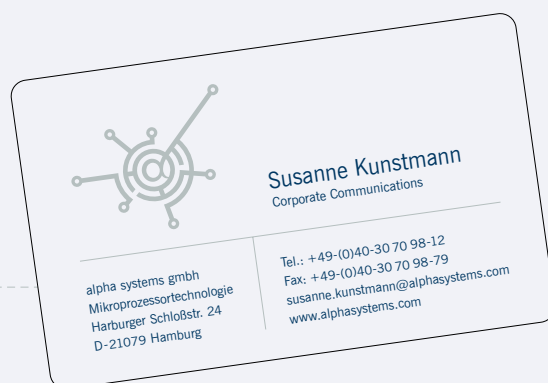 Susanne Kunstmann
Corporate Communications
alpha systems gmbh
Mikroprozessortechnologie
Harburger Schloßstr. 24
D-21079 Hamburg
Tel.: +49-(0)40-30 70 98-12
Fax: +49-(0)40-30 70 98-79
susanne.kunstmann@alphasystems.com
www.alphasystems.com